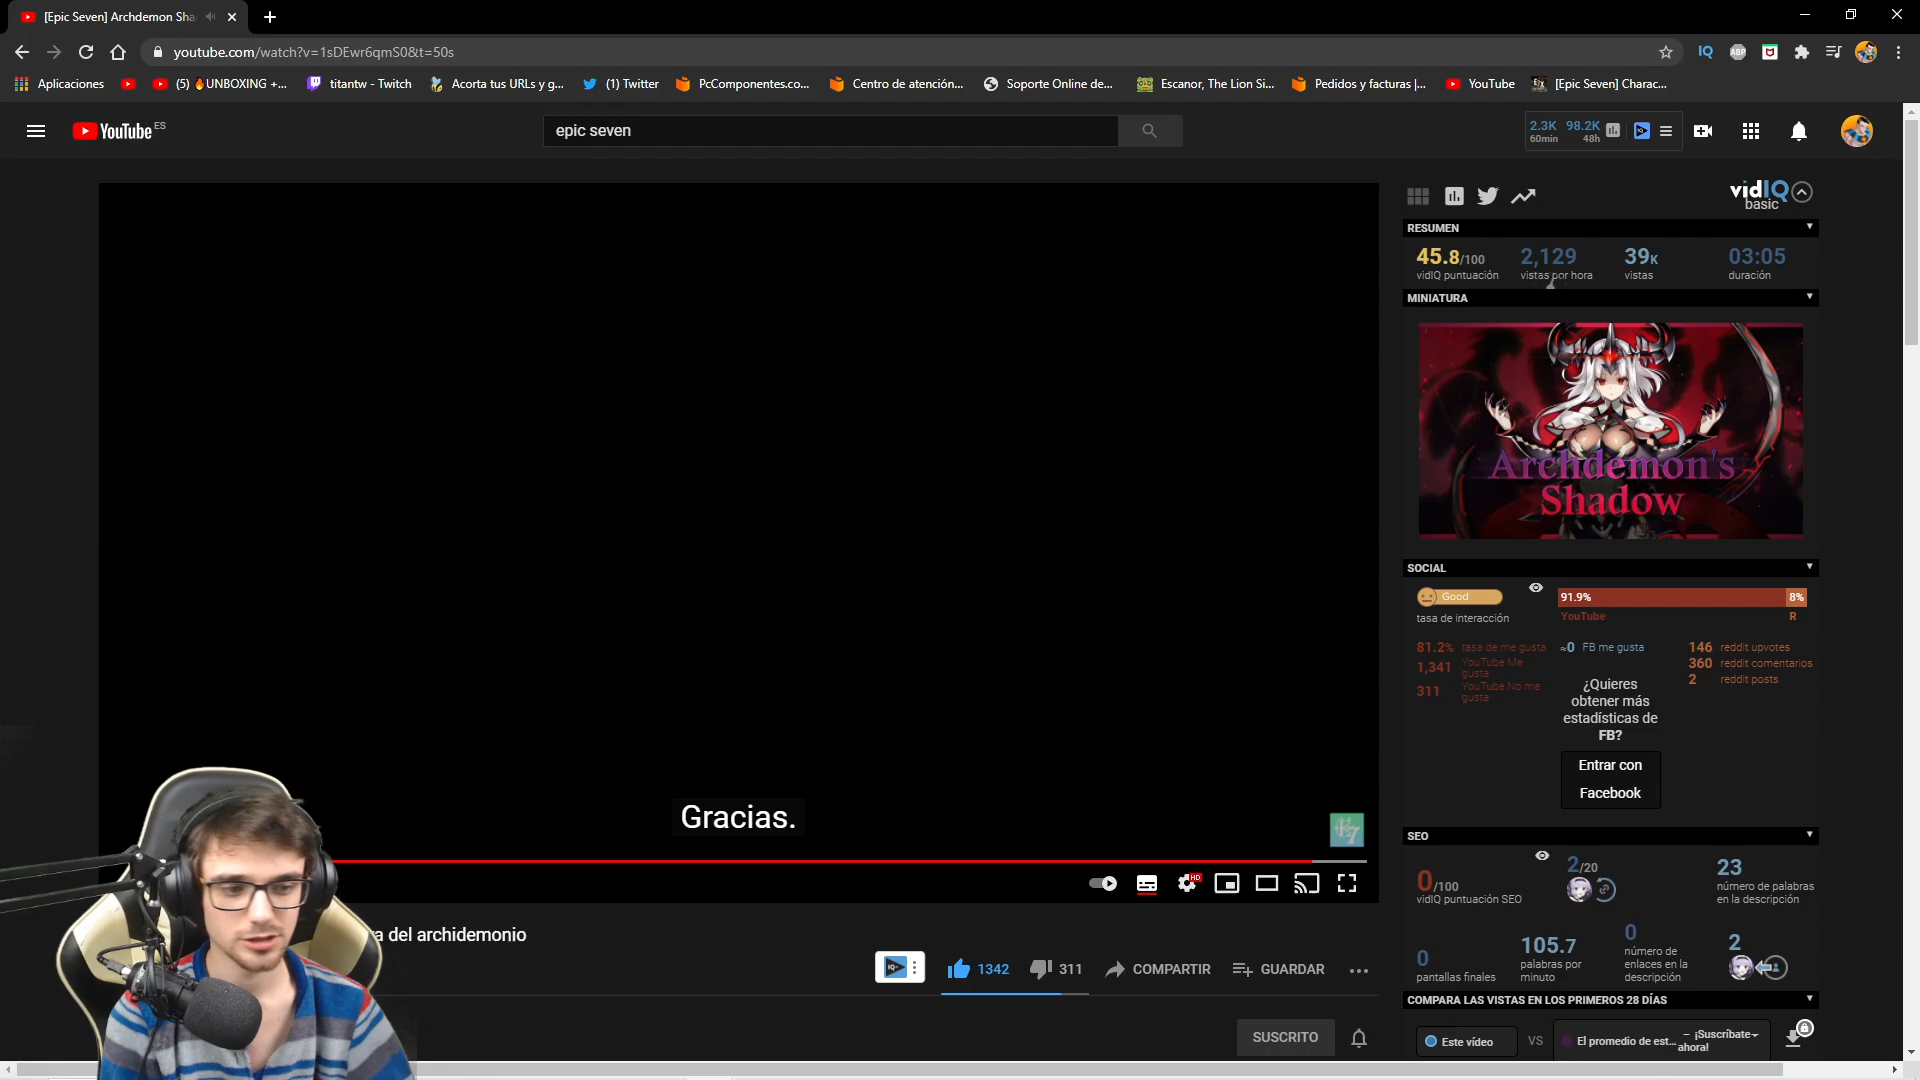 [Epic Seven] Archdemon Sha
youtube.com/watch?v=1sDEwr6qmS0&t=50s
IQ
ABP
Aplicaciones
(5) 🔥UNBOXING +...
titantw - Twitch
Acorta tus URLs y g...
(1) Twitter
PcComponentes.co...
Centro de atención...
Soporte Online de...
Escanor, The Lion Si...
Pedidos y facturas |...
YouTube
[Epic Seven] Charac...
YouTube ES
epic seven
2.3K 98.2K
60min 48h
vidIQ
basic
RESUMEN
45.8/100 2,129 39K 03:05
vidIQ puntuación vistas por hora vistas duración
MINIATURA
Archdemon's
Shadow
SOCIAL
Good 91.9% 8%
tasa de interacción YouTube R
81.2% tasa de me gusta ≈0 FB me gusta 146 reddit upvotes
1,341 YouTube Me gusta 360 reddit comentarios
311 YouTube No me gusta 2 reddit posts
¿Quieres
obtener más
estadísticas de
FB?
Entrar con
Facebook
Gracias.
E7
HD
SEO
0/100 2/20 23
vidIQ puntuación SEO número de palabras
en la descripción
0 105.7 0 2
pantallas finales palabras por
minuto
número de
enlaces en la
descripción
a del archidemonio
1342 311 COMPARTIR GUARDAR
COMPARA LAS VISTAS EN LOS PRIMEROS 28 DÍAS
SUSCRITO
Este vídeo VS El promedio de est... – ¡Suscríbate
ahora!